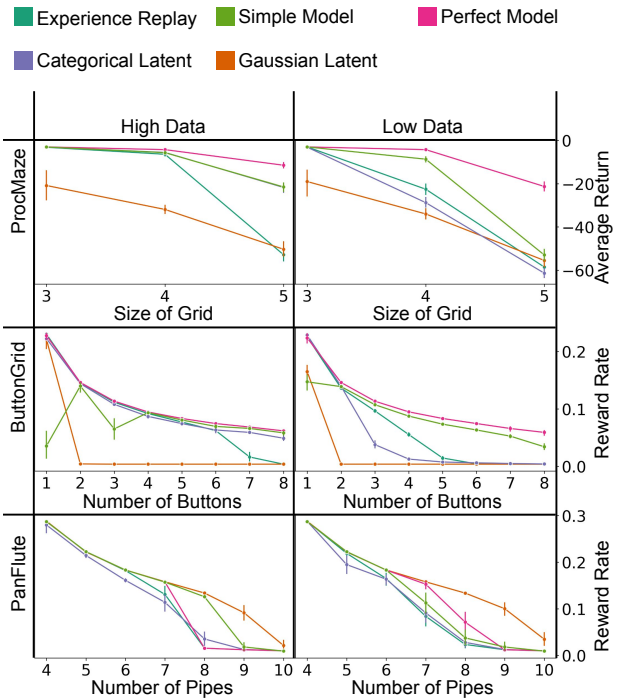 Experience Replay Simple Model Perfect Model
Categorical Latent Gaussian Latent
High Data Low Data
ProcMaze
0
−20
−40
−60
Average Return
3 4 5 3 4 5
Size of Grid Size of Grid
ButtonGrid
0.2
0.1
0.0
Reward Rate
1 2 3 4 5 6 7 8 1 2 3 4 5 6 7 8
Number of Buttons Number of Buttons
PanFlute
0.3
0.2
0.1
0.0
Reward Rate
4 5 6 7 8 9 10 4 5 6 7 8 9 10
Number of Pipes Number of Pipes